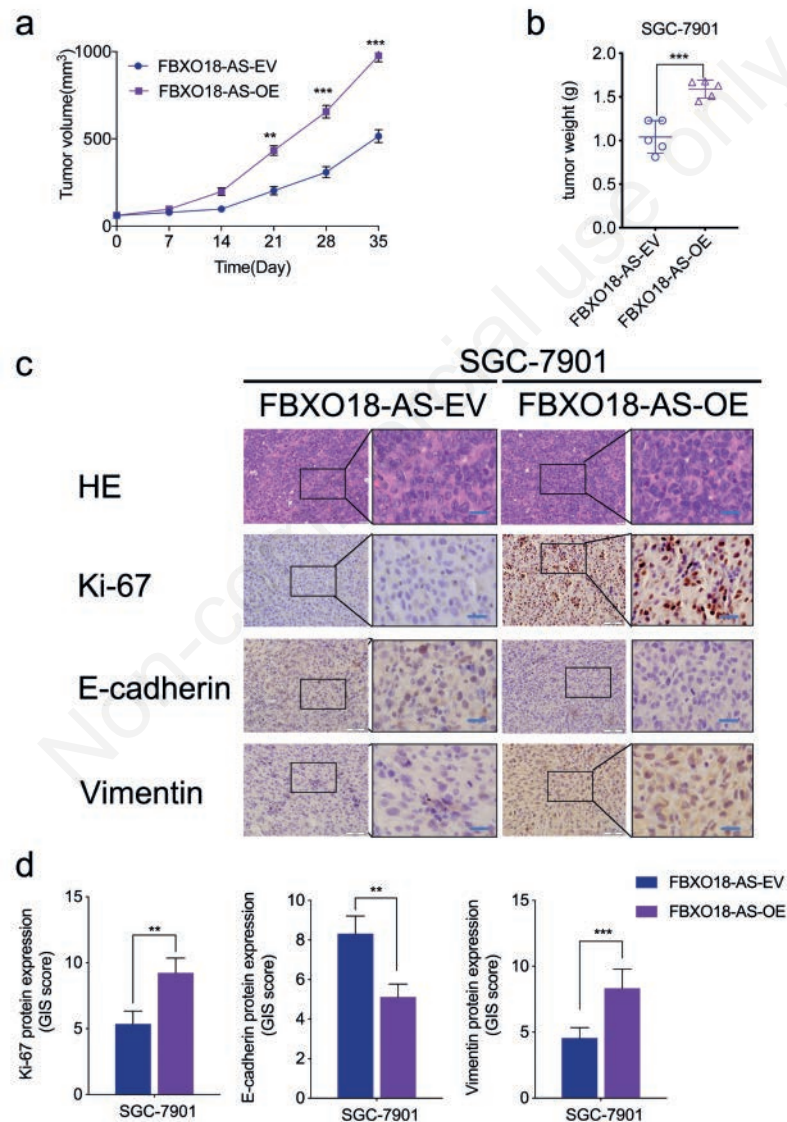 a
FBXO18-AS-EV
FBXO18-AS-OE
Tumor volume(mm³)
1000
500
0
**
***
***
0 7 14 21 28 35
Time(Day)
b
SGC-7901
***
tumor weight (g)
2.0
1.5
1.0
0.5
0.0
FBXO18-AS-EV
FBXO18-AS-OE
c
SGC-7901
FBXO18-AS-EV FBXO18-AS-OE
HE
Ki-67
E-cadherin
Vimentin
d
FBXO18-AS-EV
FBXO18-AS-OE
Ki-67 protein expression
(GIS score)
15
10
5
0
**
SGC-7901
E-cadherin protein expression
(GIS score)
10
8
6
4
2
0
**
SGC-7901
Vimentin protein expression
(GIS score)
15
10
5
0
***
SGC-7901
Non-commercial use only